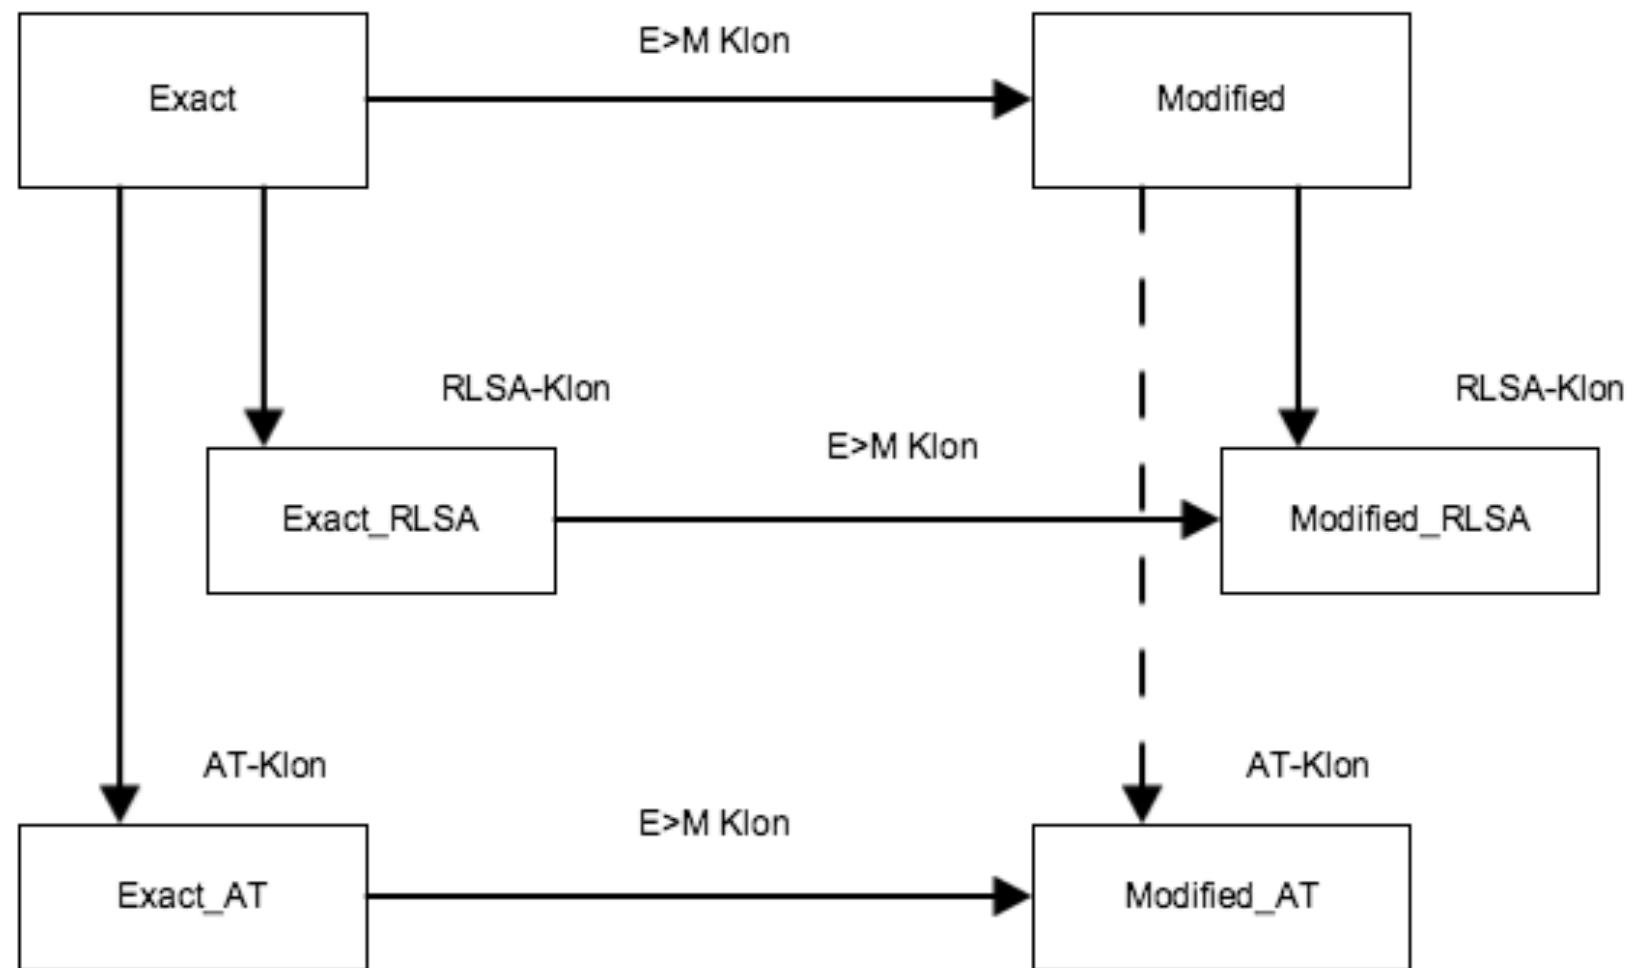 E>M Klon
Exact
Modified
RLSA-Klon
RLSA-Klon
E>M Klon
Exact_RLSA
Modified_RLSA
AT-Klon
AT-Klon
E>M Klon
Exact_AT
Modified_AT